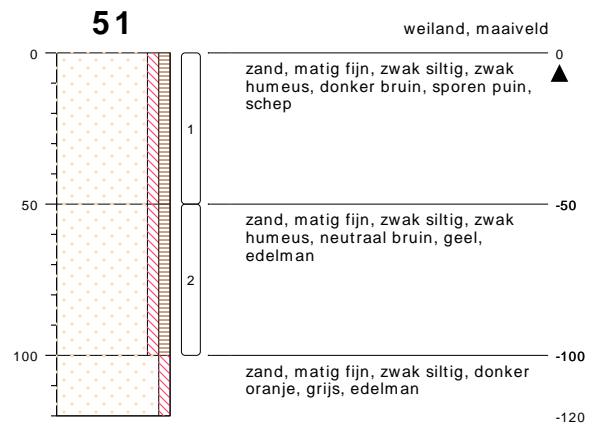 51
weiland, maaiveld
0
0
zand, matig fijn, zwak siltig, zwak
humeus, donker bruin, sporen puin,
schep
1
50
-50
zand, matig fijn, zwak siltig, zwak
humeus, neutraal bruin, geel,
edelman
2
100
-100
zand, matig fijn, zwak siltig, donker
oranje, grijs, edelman
-120